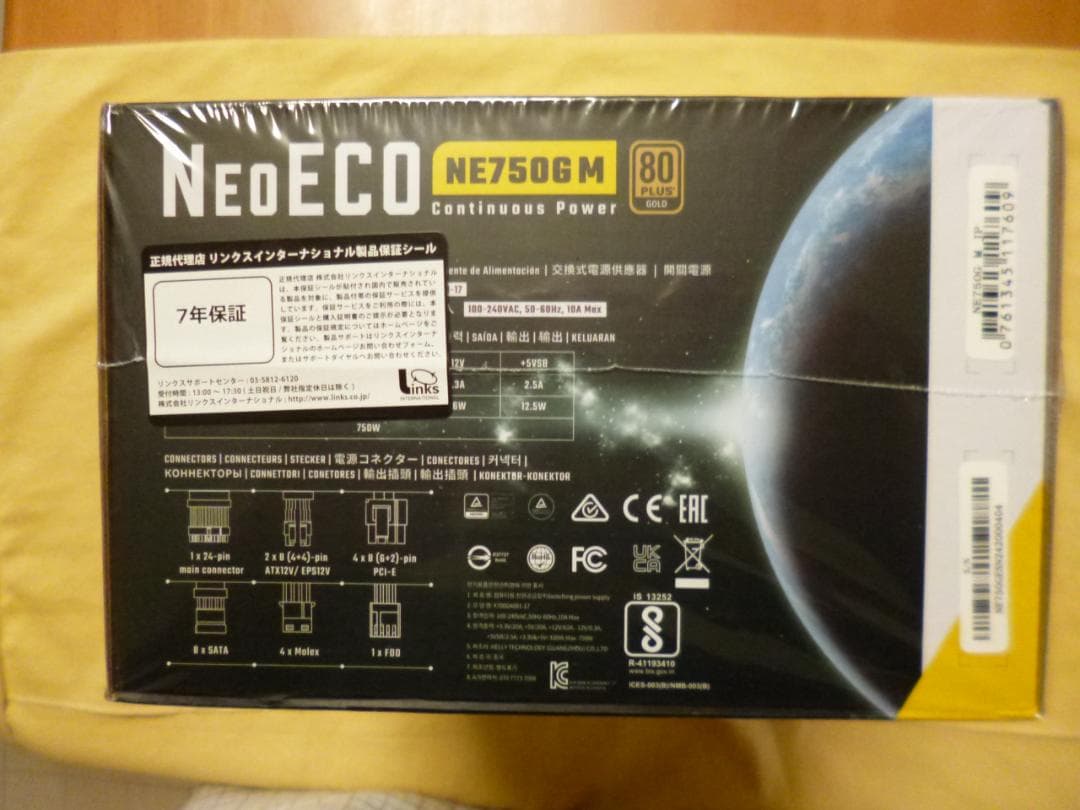 NeoECO
NE750G M
Continuous Power
80
PLUS
GOLD
正規代理店 リンクスインターナショナル製品保証シール
7年保証
正規代理店 株式会社リンクスインターナショナル
は、本保証シールが貼付され国内で販売されてい
る製品を対象に、製品付帯の保証サービスを提供
しています。保証サービスをご利用の際には、本
保証シールと購入証明書のご提示が必要となりま
す。製品の保証規定についてはホームページをご
覧ください。製品サポートはリンクスインターナ
ショナルのホームページお問い合わせフォーム、
またはサポートダイヤルへお問い合わせください。
リンクスサポートセンター：03-5812-6120
受付時間：13:00 ～ 17:30 ( 土日祝日 / 弊社指定休日は除く )
株式会社リンクスインターナショナル：http://www.links.co.jp/
Links
INTERNATIONAL
ente de Alimentación | 交換式電源供應器 | 開關電源
-17
100-240VAC, 50-60Hz, 10A Max
력 | SAÍDA | 輸出 | 输出 | KELUARAN
12V +5VSB
.3A 2.5A
6W 12.5W
750W
CONNECTORS | CONNECTEURS | STECKER | 電源コネクター | CONECTORES | 커넥터 |
КОННЕКТОРЫ | CONNETTORI | CONETORES | 輸出插頭 | 输出插头 | KONEKTOR-KONEKTOR
1 x 24-pin
main connector
2 x 8 (4+4)-pin
ATX12V/ EPS12V
4 x 8 (6+2)-pin
PCI-E
8 x SATA
4 x Molex
1 x FDD
CE EAC
RoHS
FC
UK
CA
IS 13252
R-41193410
www.bis.gov.in
ICES-003(B)/NMB-003(B)
NE750G M JP
0 761345 117609
S/N